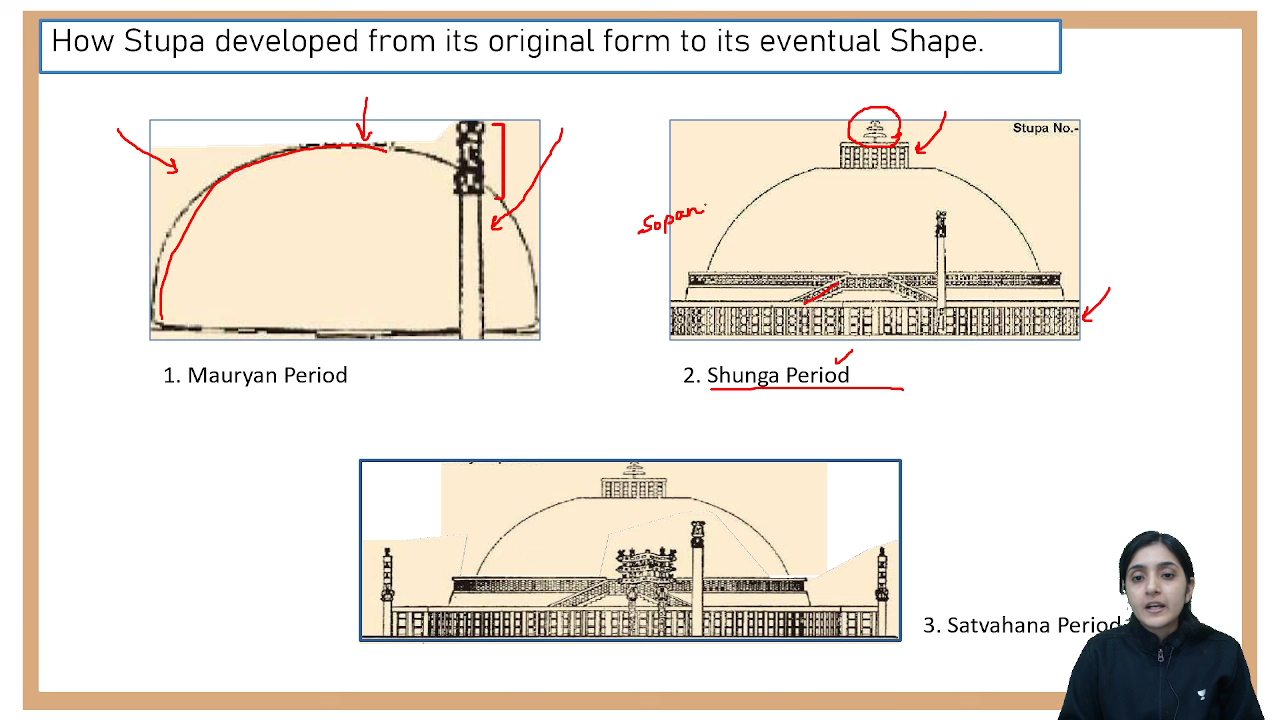 How Stupa developed from its original form to its eventual Shape.
Stupa No.-
Sopan
1. Mauryan Period
2. Shunga Period
3. Satvahana Period